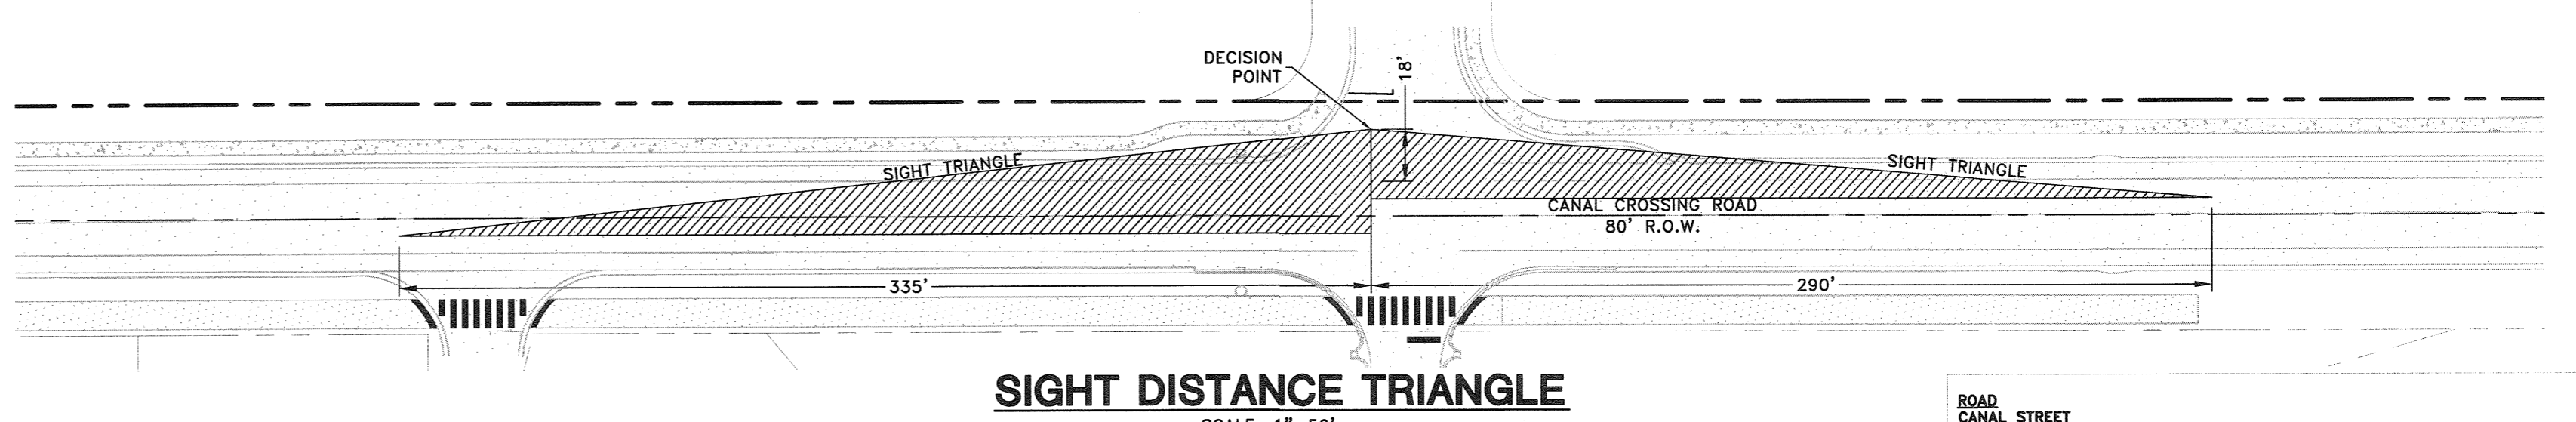 DECISION
POINT
18'
SIGHT TRIANGLE
SIGHT TRIANGLE
CANAL CROSSING ROAD
80' R.O.W.
335'
290'
SIGHT DISTANCE TRIANGLE
ROAD
CANAL STREET